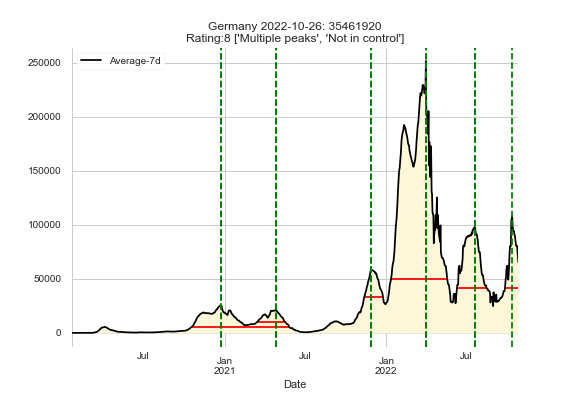 Germany 2022-10-26: 35461920
Rating:8 ['Multiple peaks', 'Not in control']
Average-7d
250000
200000
150000
100000
50000
0
Jul
Jan
2021
Jul
Jan
2022
Jul
Date